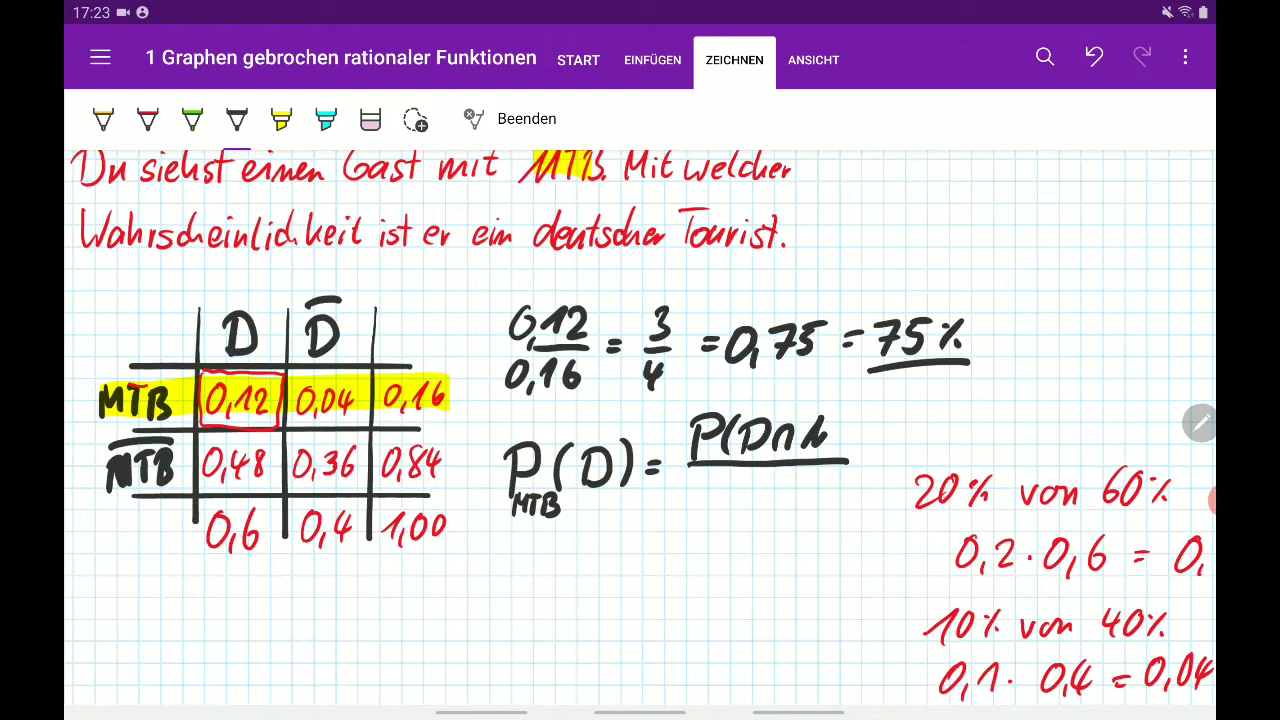 17:23
1 Graphen gebrochen rationaler Funktionen START EINFÜGEN ZEICHNEN ANSICHT
Beenden
Du siehst einen Gast mit MTB. Mit welcher
Wahrscheinlichkeit ist er ein deutscher Tourist.
D D̅
MTB 0,12 0,04 0,16
M̅T̅B̅ 0,48 0,36 0,84
0,6 0,4 1,00
0,12/0,16 = 3/4 = 0,75 = 75%
P_MTB(D) = P(D∩
20% von 60%
0,2 · 0,6 = 0,
10% von 40%
0,1 · 0,4 = 0,04